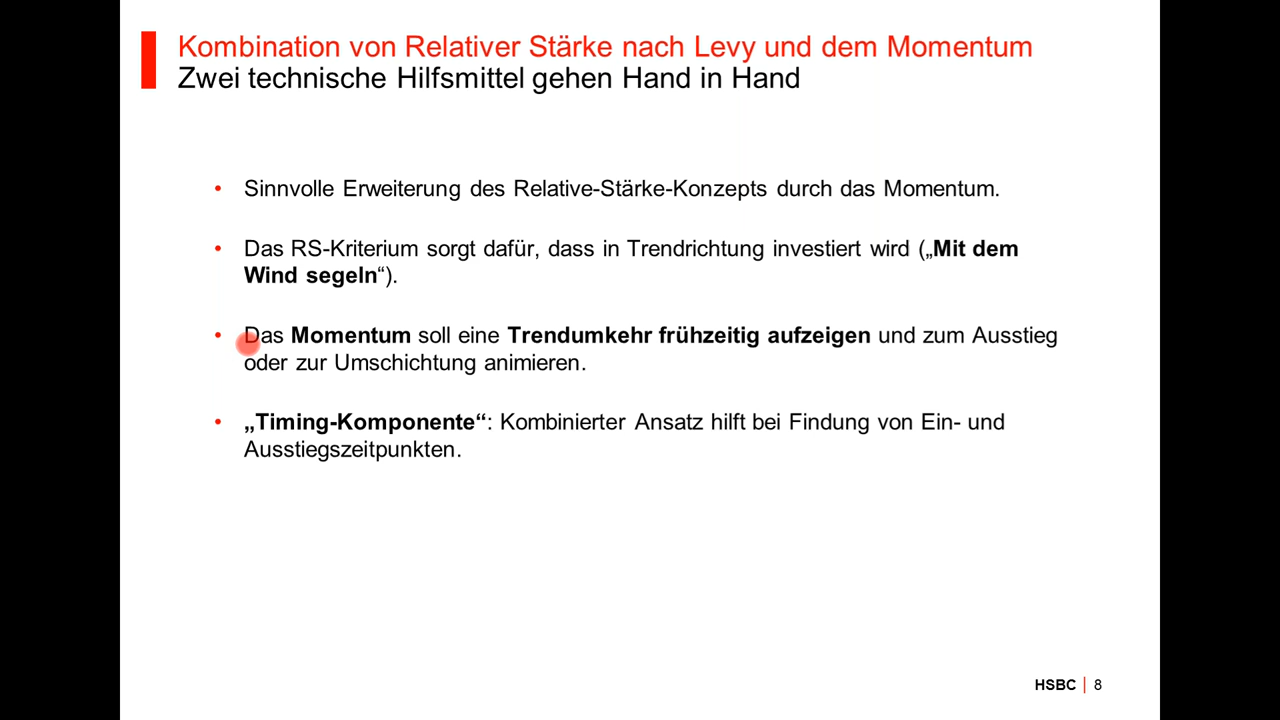 Kombination von Relativer Stärke nach Levy und dem Momentum
Zwei technische Hilfsmittel gehen Hand in Hand
• Sinnvolle Erweiterung des Relative-Stärke-Konzepts durch das Momentum.
• Das RS-Kriterium sorgt dafür, dass in Trendrichtung investiert wird („Mit dem
Wind segeln“).
• Das Momentum soll eine Trendumkehr frühzeitig aufzeigen und zum Ausstieg
oder zur Umschichtung animieren.
• „Timing-Komponente“: Kombinierter Ansatz hilft bei Findung von Ein- und
Ausstiegszeitpunkten.
HSBC | 8